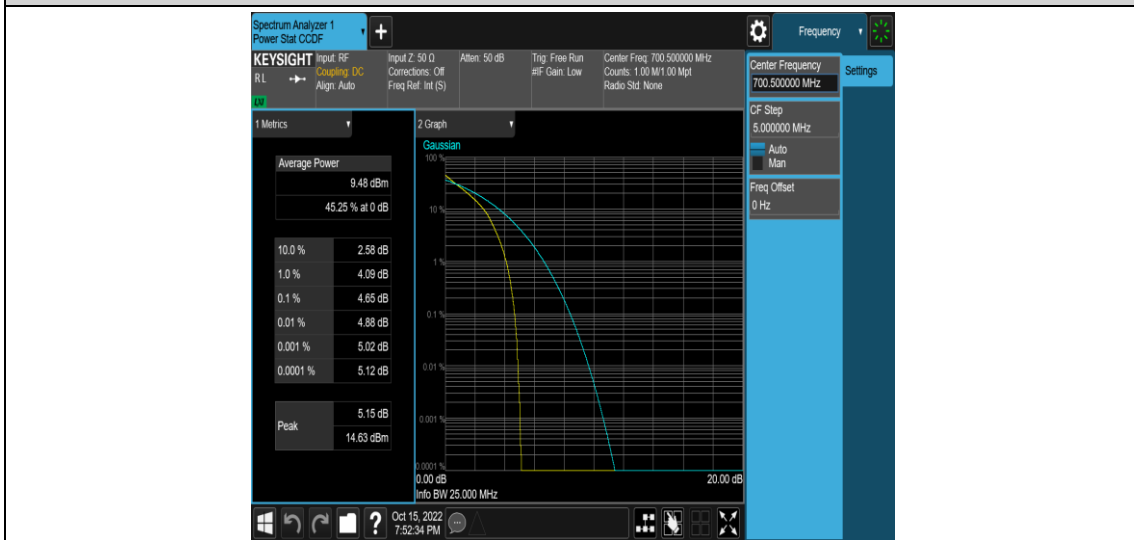 Spectrum Analyzer 1
Power Stat CCDF
+
Frequency
KEYSIGHT
RL
LXI
Input: RF
Coupling: DC
Align: Auto
Input Z: 50 Ω
Corrections: Off
Freq Ref: Int (S)
Atten: 50 dB
Trig: Free Run
#IF Gain: Low
Center Freq: 700.500000 MHz
Counts: 1.00 M/1.00 Mpt
Radio Std: None
Center Frequency
700.500000 MHz
Settings
CF Step
5.000000 MHz
Auto
Man
Freq Offset
0 Hz
1 Metrics
Average Power
9.48 dBm
45.25 % at 0 dB
10.0 % 2.58 dB
1.0 % 4.09 dB
0.1 % 4.65 dB
0.01 % 4.88 dB
0.001 % 5.02 dB
0.0001 % 5.12 dB
Peak 5.15 dB
14.63 dBm
2 Graph
Gaussian
100 %
10 %
1 %
0.1 %
0.01 %
0.001 %
0.0001 %
0.00 dB 20.00 dB
Info BW 25.000 MHz
?
Oct 15, 2022
7:52:34 PM